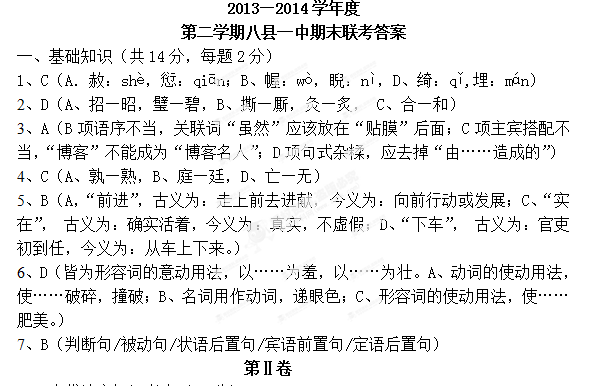 2013—2014学年度
第二学期八县一中期末联考答案
一、基础知识（共14分，每题2分）
1、C（A．赦：shè，愆：qiān；B、幄：wò，睨：nì，D、绮：qǐ,埋：mán）
2、D（A、招一昭，璧一碧，B、撕一厮，灸一炙， C、合一和）
3、A（B项语序不当，关联词“虽然”应该放在“贴膜”后面；C项主宾搭配不
当，“博客”不能成为“博客名人”；D项句式杂揉，应去掉“由……造成的”）
4、C（A、孰一熟，B、庭一廷，D、亡一无）
5、B（A，“前进”，古义为：走上前去进献，今义为：向前行动或发展；C、“实
在”， 古义为：确实活着，今义为：真实，不虚假；D、“下车”， 古义为：官吏
初到任，今义为：从车上下来。）
6、D（皆为形容词的意动用法，以……为羞，以……为壮。A、动词的使动用法，
使……破碎，撞破；B、名词用作动词，递眼色；C、形容词的使动用法，使……
肥美。）
7、B（判断句/被动句/状语后置句/宾语前置句/定语后置句）
第Ⅱ卷